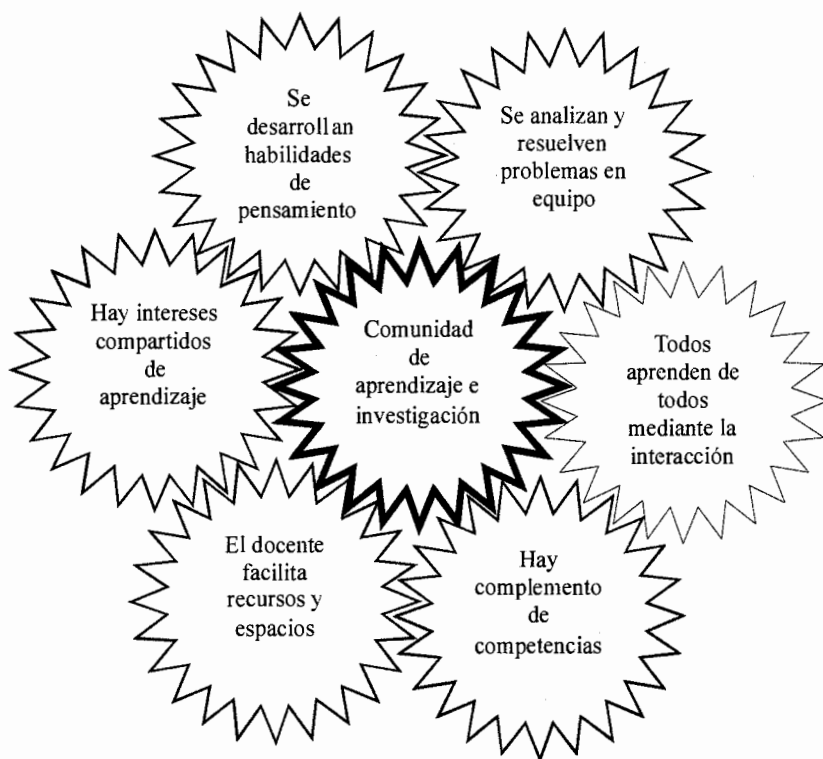 Se
desarrollan
habilidades
de
pensamiento
Se analizan y
resuelven
problemas en
equipo
Hay intereses
compartidos
de
aprendizaje
Comunidad
de
aprendizaje e
investigación
Todos
aprenden de
todos
mediante la
interacción
El docente
facilita
recursos y
espacios
Hay
complemento
de
competencias